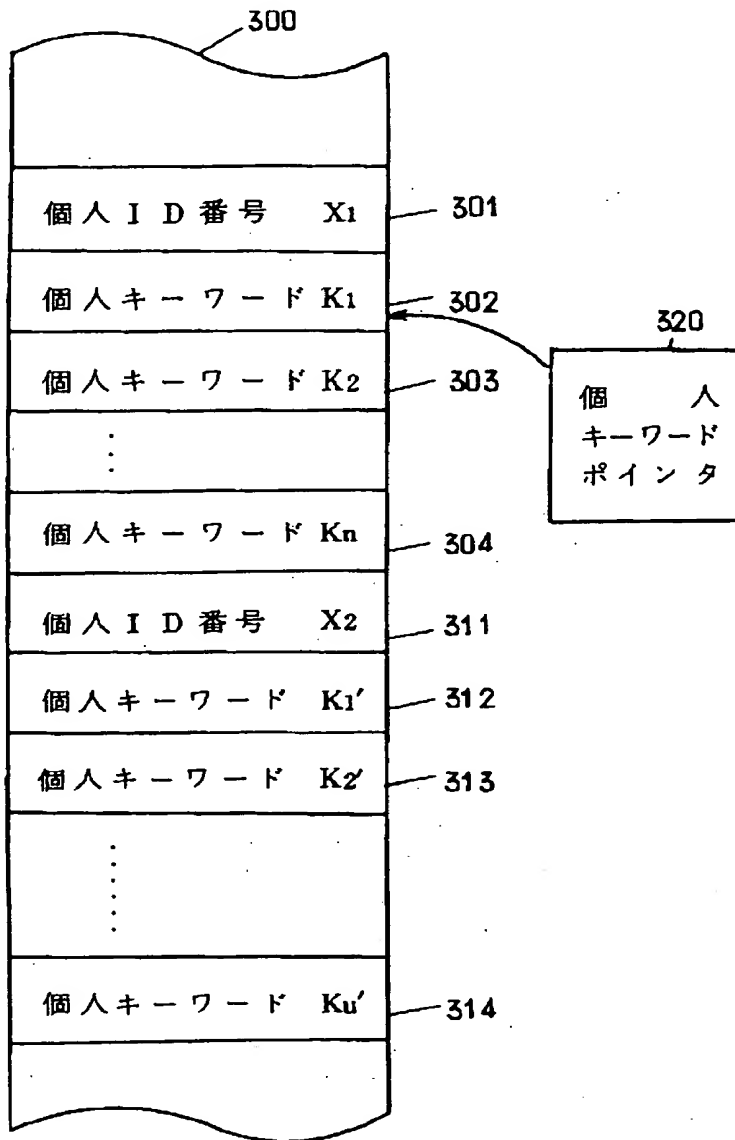 300
個人ID番号 X1
301
個人キーワード K1
302
320
個人キーワード K2
303
個人
キーワード
ポインタ
個人キーワード Kn
304
個人ID番号 X2
311
個人キーワード K1'
312
個人キーワード K2'
313
個人キーワード Ku'
314